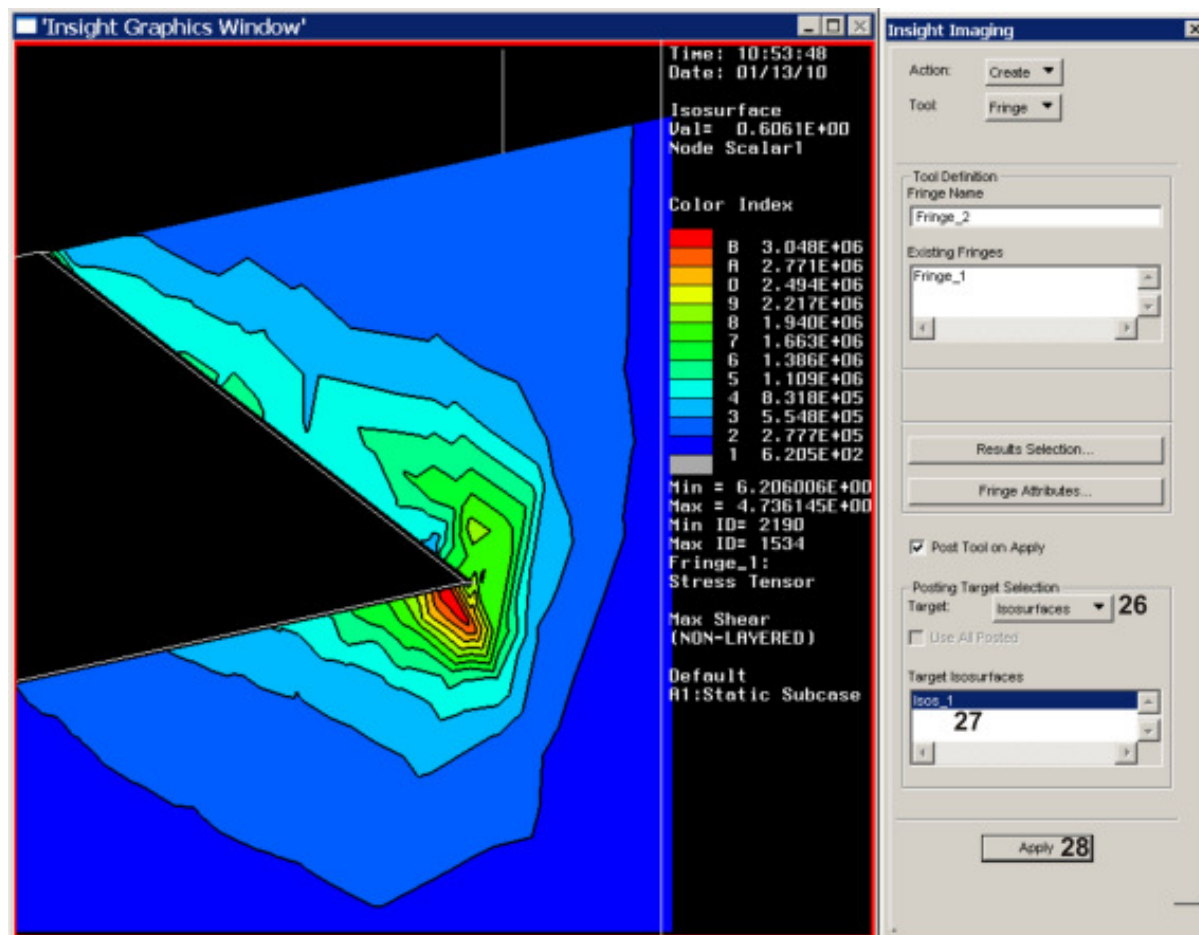 'Insight Graphics Window'
Time: 10:53:48
Date: 01/13/10
Isosurface
Val= 0.6061E+00
Node Scalar1
Color Index
B 3.048E+06
A 2.771E+06
0 2.494E+06
9 2.217E+06
8 1.940E+06
7 1.663E+06
6 1.386E+06
5 1.109E+06
4 8.318E+05
3 5.548E+05
2 2.777E+05
1 6.205E+02
Min = 6.206006E+00
Max = 4.736145E+00
Min ID= 2190
Max ID= 1534
Fringe_1:
Stress Tensor
Max Shear
(NON-LAYERED)
Default
A1:Static Subcase
Insight Imaging
Action: Create
Tool: Fringe
Tool Definition
Fringe Name
Fringe_2
Existing Fringes
Fringe_1
Results Selection...
Fringe Attributes...
Post Tool on Apply
Posting Target Selection
Target: Isosurfaces 26
Use All Posted
Target Isosurfaces
Isos_1
27
Apply 28